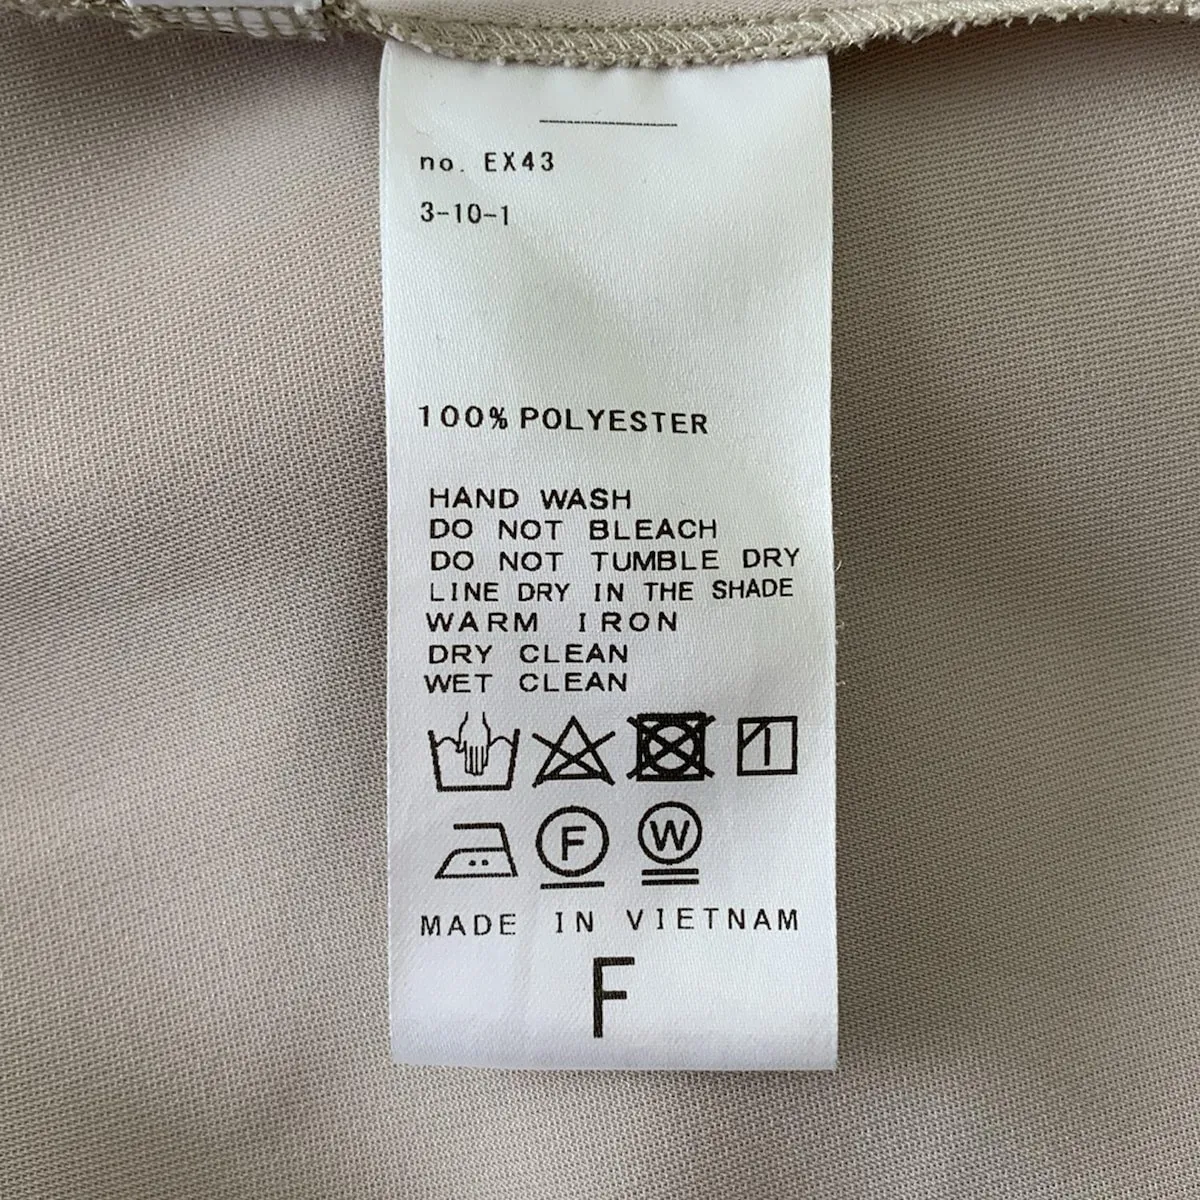 no. EX43
3-10-1
100% POLYESTER
HAND WASH
DO NOT BLEACH
DO NOT TUMBLE DRY
LINE DRY IN THE SHADE
WARM IRON
DRY CLEAN
WET CLEAN
F W
MADE IN VIETNAM
F